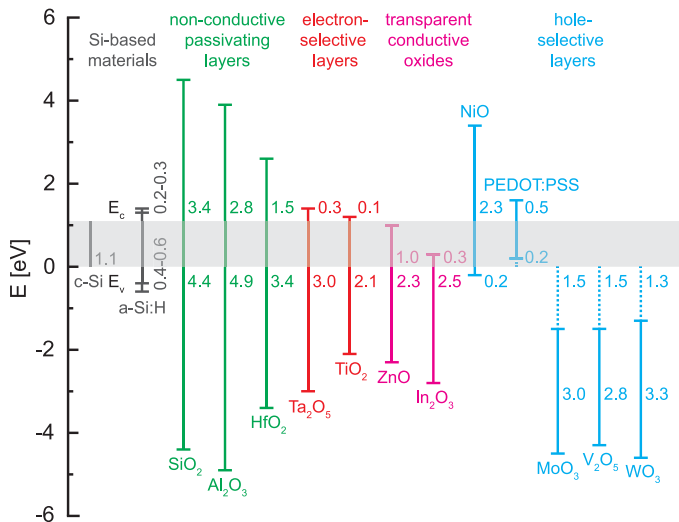 Si-based
materials
non-conductive
passivating
layers
electron-
selective
layers
transparent
conductive
oxides
hole-
selective
layers
E [eV]
6
4
2
0
-2
-4
-6
c-Si
1.1
E_c
E_v
a-Si:H
0.2-0.3
0.4-0.6
3.4
4.4
SiO₂
2.8
4.9
Al₂O₃
1.5
3.4
HfO₂
0.3
3.0
Ta₂O₅
0.1
2.1
TiO₂
1.0
2.3
ZnO
0.3
2.5
In₂O₃
NiO
2.3
0.2
PEDOT:PSS
0.5
0.2
1.5
3.0
MoO₃
1.5
2.8
V₂O₅
1.3
3.3
WO₃